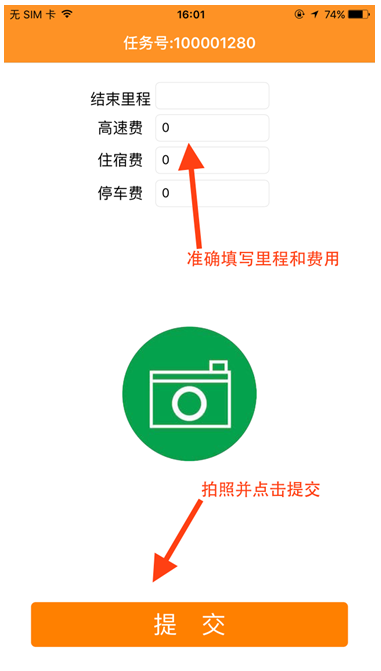 无 SIM 卡 16:01 74%
任务号:100001280
结束里程
高速费 0
住宿费 0
停车费 0
准确填写里程和费用
拍照并点击提交
提 交